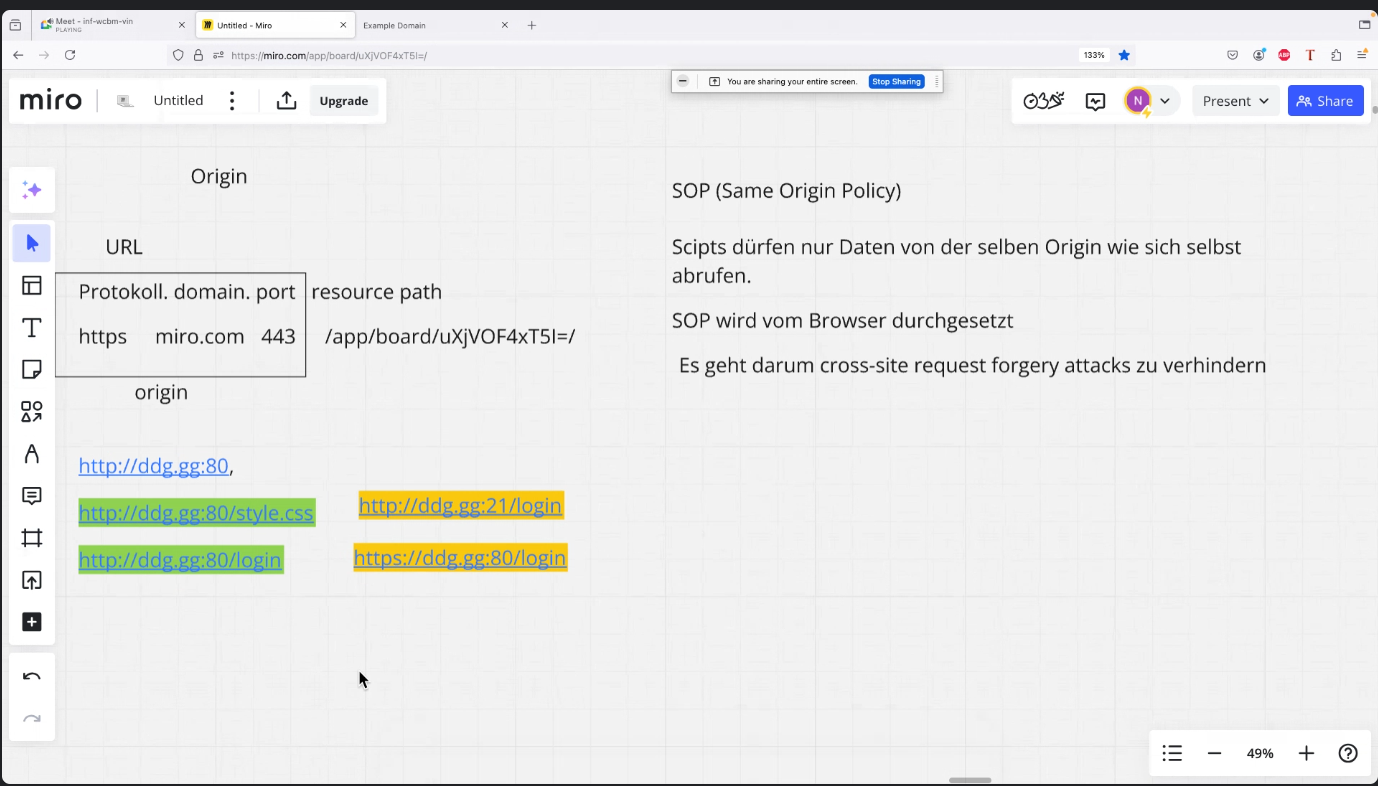 Meet - inf-wcbm-vin
PLAYING
Untitled - Miro
Example Domain
https://miro.com/app/board/uXjVOF4xT5I=/
133%
ABP
T
You are sharing your entire screen.
Stop Sharing
miro
Untitled
Upgrade
N
Present
Share
Origin
URL
Protokoll. domain. port resource path
https miro.com 443 /app/board/uXjVOF4xT5I=/
origin
http://ddg.gg:80,
http://ddg.gg:80/style.css
http://ddg.gg:80/login
http://ddg.gg:21/login
https://ddg.gg:80/login
SOP (Same Origin Policy)
Scipts dürfen nur Daten von der selben Origin wie sich selbst
abrufen.
SOP wird vom Browser durchgesetzt
Es geht darum cross-site request forgery attacks zu verhindern
49%